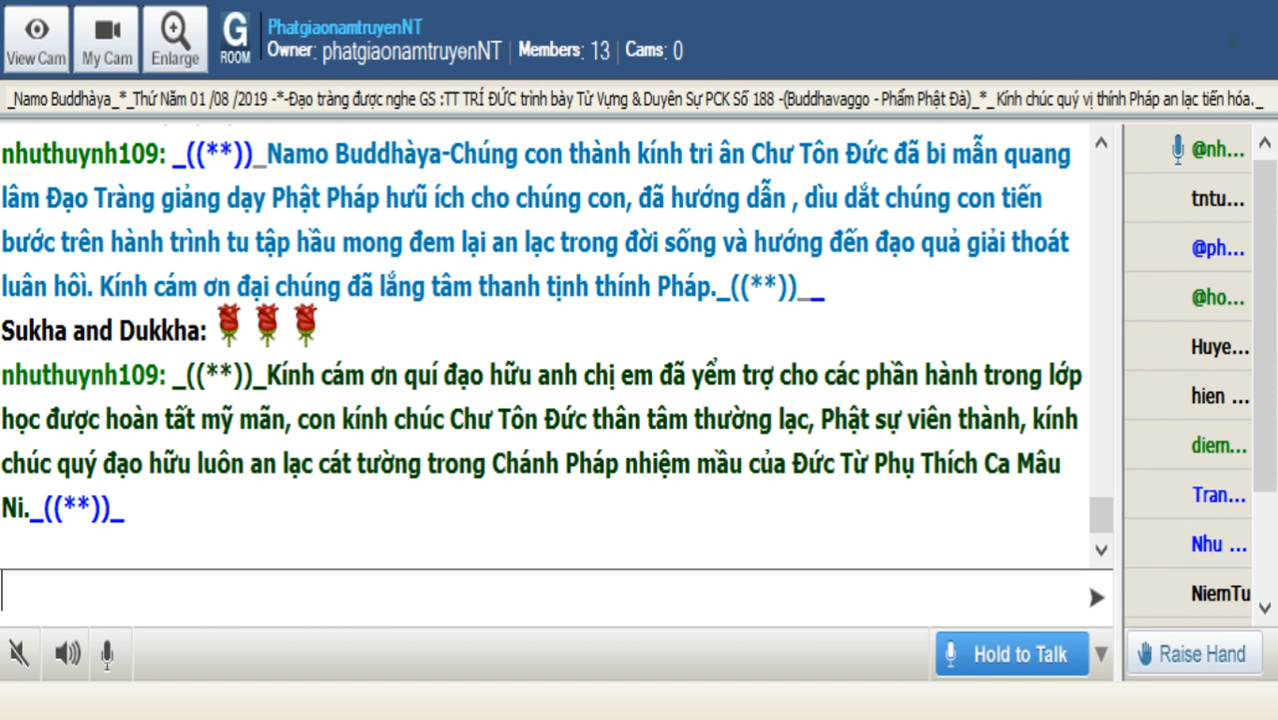 View Cam
My Cam
Enlarge
G
ROOM
PhatgiaonamtruyenNT
Owner: phatgiaonamtruyenNT | Members: 13 | Cams: 0
_Namo Buddhàya_*_Thứ Năm 01 /08 /2019 -*-Đạo tràng được nghe GS :TT TRÍ ĐỨC trình bày Từ Vựng & Duyên Sự PCK Số 188 -(Buddhavaggo - Phẩm Phật Đà)_*_ Kính chúc quý vị thính Pháp an lạc tiến hóa._
nhuthuynh109: _((**))_Namo Buddhàya-Chúng con thành kính tri ân Chư Tôn Đức đã bi mẫn quang
lâm Đạo Tràng giảng dạy Phật Pháp hưũ ích cho chúng con, đã hướng dẫn , dìu dắt chúng con tiến
bước trên hành trình tu tập hầu mong đem lại an lạc trong đời sống và hướng đến đạo quả giải thoát
luân hồi. Kính cám ơn đại chúng đã lắng tâm thanh tịnh thính Pháp._((**))__
Sukha and Dukkha:
nhuthuynh109: _((**))_Kính cám ơn quí đạo hữu anh chị em đã yểm trợ cho các phần hành trong lớp
học được hoàn tất mỹ mãn, con kính chúc Chư Tôn Đức thân tâm thường lạc, Phật sự viên thành, kính
chúc quý đạo hữu luôn an lạc cát tường trong Chánh Pháp nhiệm mầu của Đức Từ Phụ Thích Ca Mâu
Ni._((**))_
@nh...
tntu...
@ph...
@ho...
Huye...
hien ...
diem...
Tran...
Nhu ...
NiemTu
Hold to Talk
Raise Hand